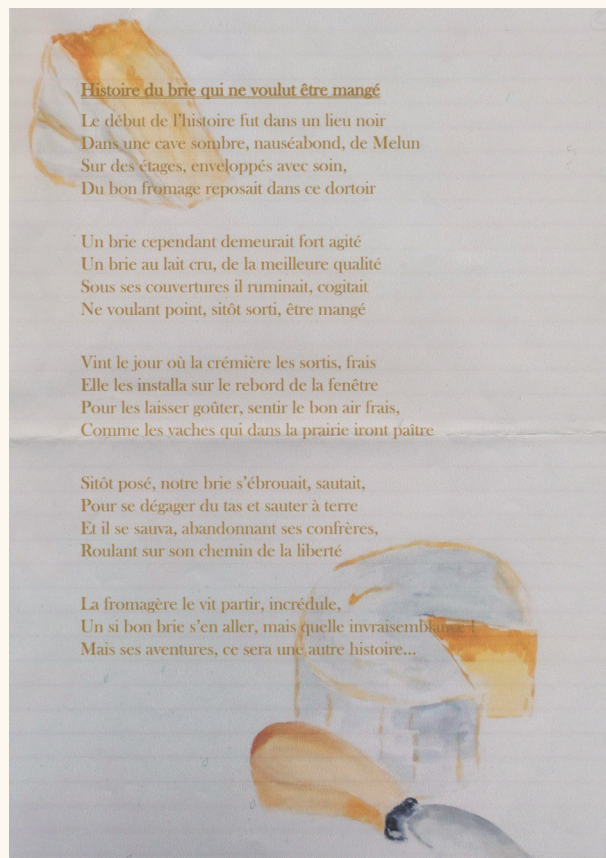 Histoire du brie qui ne voulut être mangé
Le début de l'histoire fut dans un lieu noir
Dans une cave sombre, nauséabond, de Melun
Sur des étages, enveloppés avec soin,
Du bon fromage reposait dans ce dortoir
Un brie cependant demeurait fort agité
Un brie au lait cru, de la meilleure qualité
Sous ses couvertures il ruminait, cogitait
Ne voulant point, sitôt sorti, être mangé
Vint le jour où la crémière les sortis, frais
Elle les installa sur le rebord de la fenêtre
Pour les laisser goûter, sentir le bon air frais,
Comme les vaches qui dans la prairie iront paître
Sitôt posé, notre brie s'ébrouait, sautait,
Pour se dégager du tas et sauter à terre
Et il se sauva, abandonnant ses confrères,
Roulant sur son chemin de la liberté
La fromagère le vit partir, incrédule,
Un si bon brie s'en aller, mais quelle invraisemblance !
Mais ses aventures, ce sera une autre histoire...